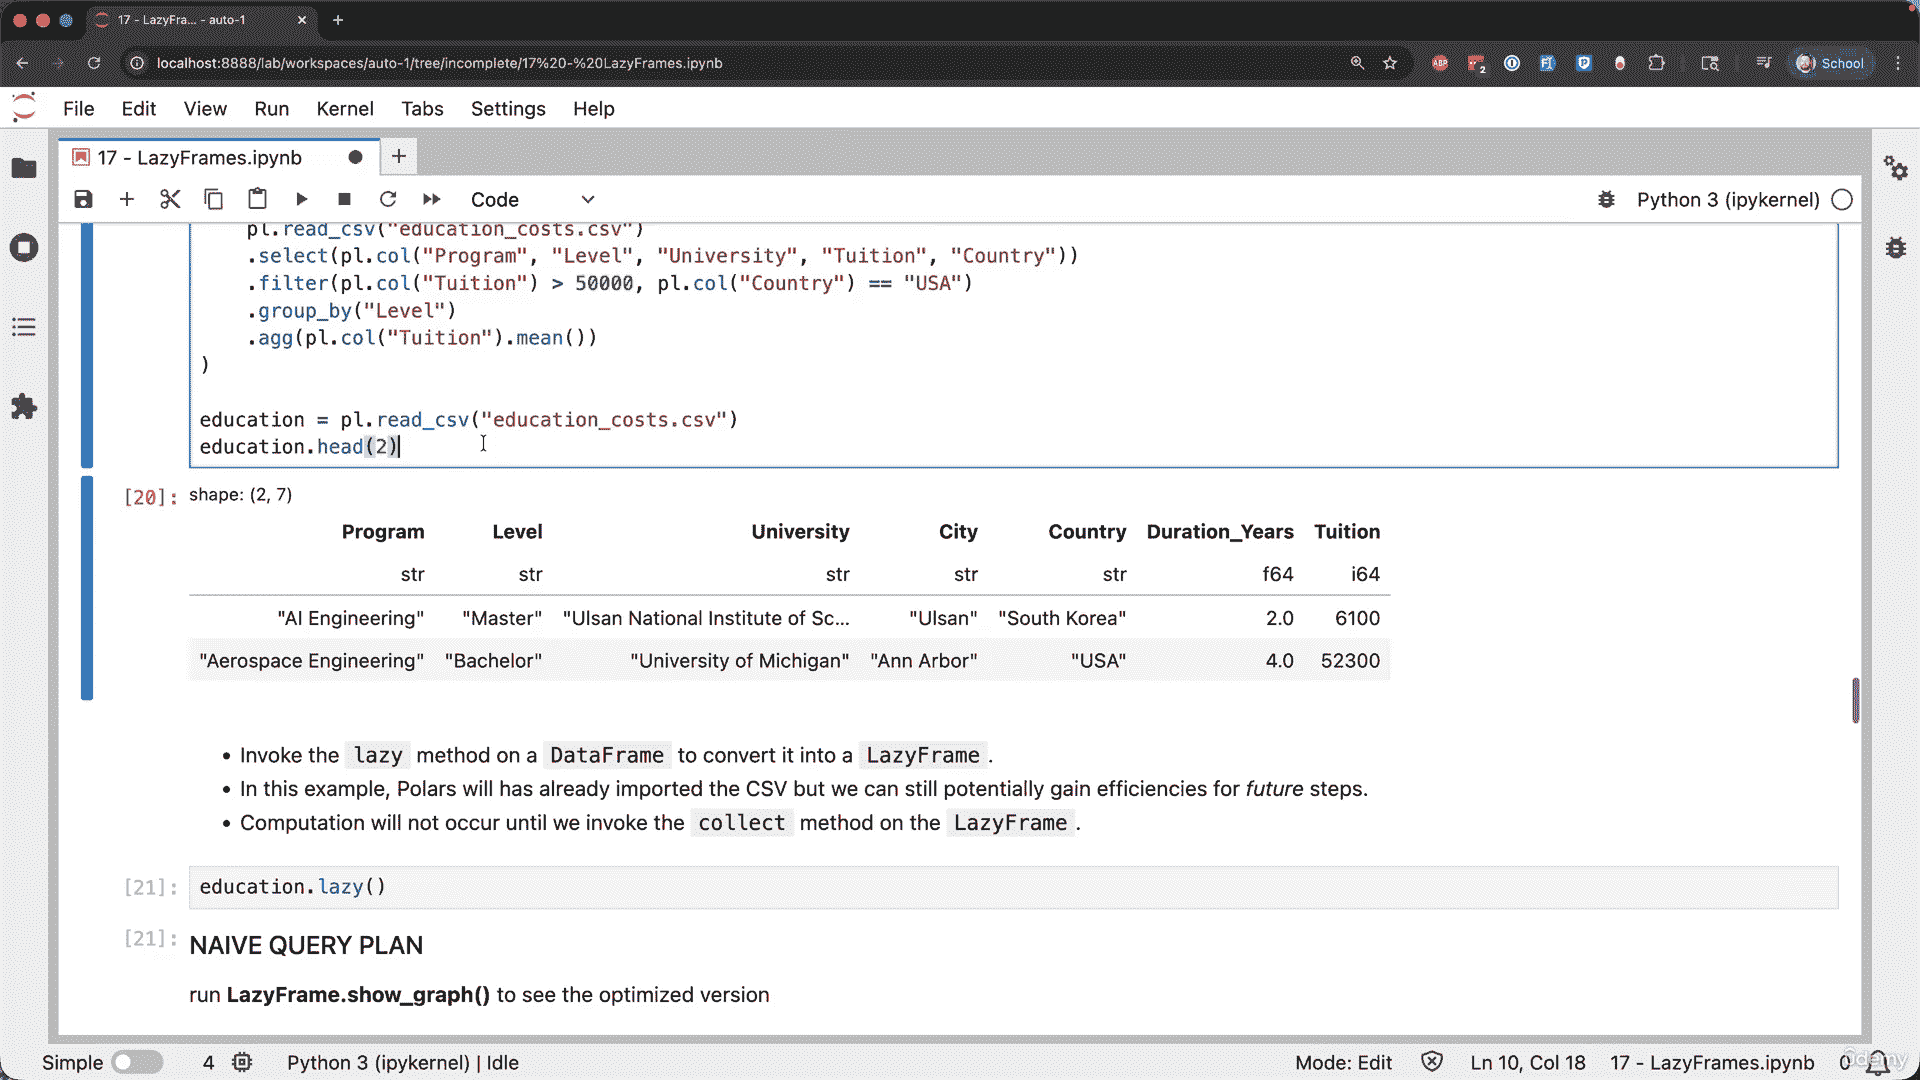 17 - LazyFra... - auto-1
localhost:8888/lab/workspaces/auto-1/tree/incomplete/17%20-%20LazyFrames.ipynb
ABP
2
School
File Edit View Run Kernel Tabs Settings Help
17 - LazyFrames.ipynb
Code
Python 3 (ipykernel)
pl.read_csv("education_costs.csv")
.select(pl.col("Program", "Level", "University", "Tuition", "Country"))
.filter(pl.col("Tuition") > 50000, pl.col("Country") == "USA")
.group_by("Level")
.agg(pl.col("Tuition").mean())
)
education = pl.read_csv("education_costs.csv")
education.head(2)
[20]: shape: (2, 7)
Program Level University City Country Duration_Years Tuition
str str str str str f64 i64
"AI Engineering" "Master" "Ulsan National Institute of Sc... "Ulsan" "South Korea" 2.0 6100
"Aerospace Engineering" "Bachelor" "University of Michigan" "Ann Arbor" "USA" 4.0 52300
• Invoke the lazy method on a DataFrame to convert it into a LazyFrame.
• In this example, Polars will has already imported the CSV but we can still potentially gain efficiencies for future steps.
• Computation will not occur until we invoke the collect method on the LazyFrame.
[21]: education.lazy()
[21]: NAIVE QUERY PLAN
run LazyFrame.show_graph() to see the optimized version
Simple 4 Python 3 (ipykernel) | Idle Mode: Edit Ln 10, Col 18 17 - LazyFrames.ipynb 0
udemy